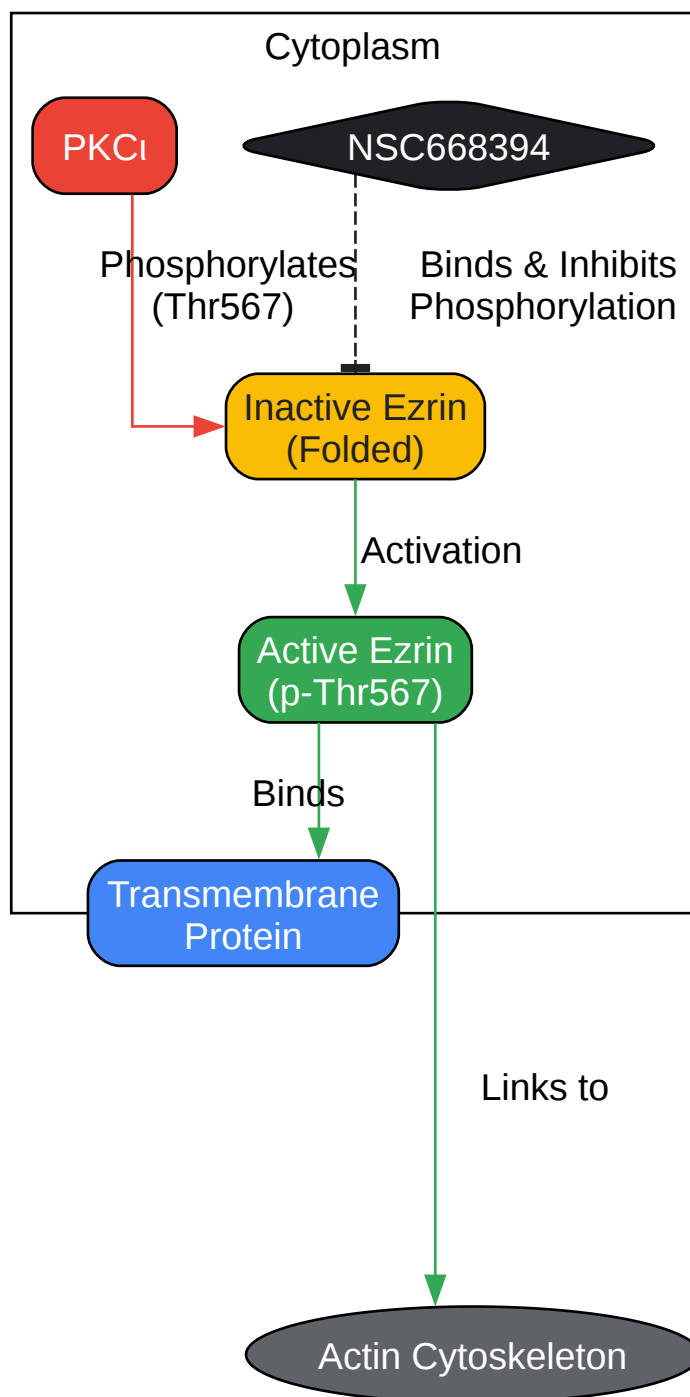 Cytoplasm
PKCι
NSC668394
Phosphorylates
(Thr567)
Binds & Inhibits
Phosphorylation
Inactive Ezrin
(Folded)
Activation
Active Ezrin
(p-Thr567)
Binds
Transmembrane
Protein
Links to
Actin Cytoskeleton